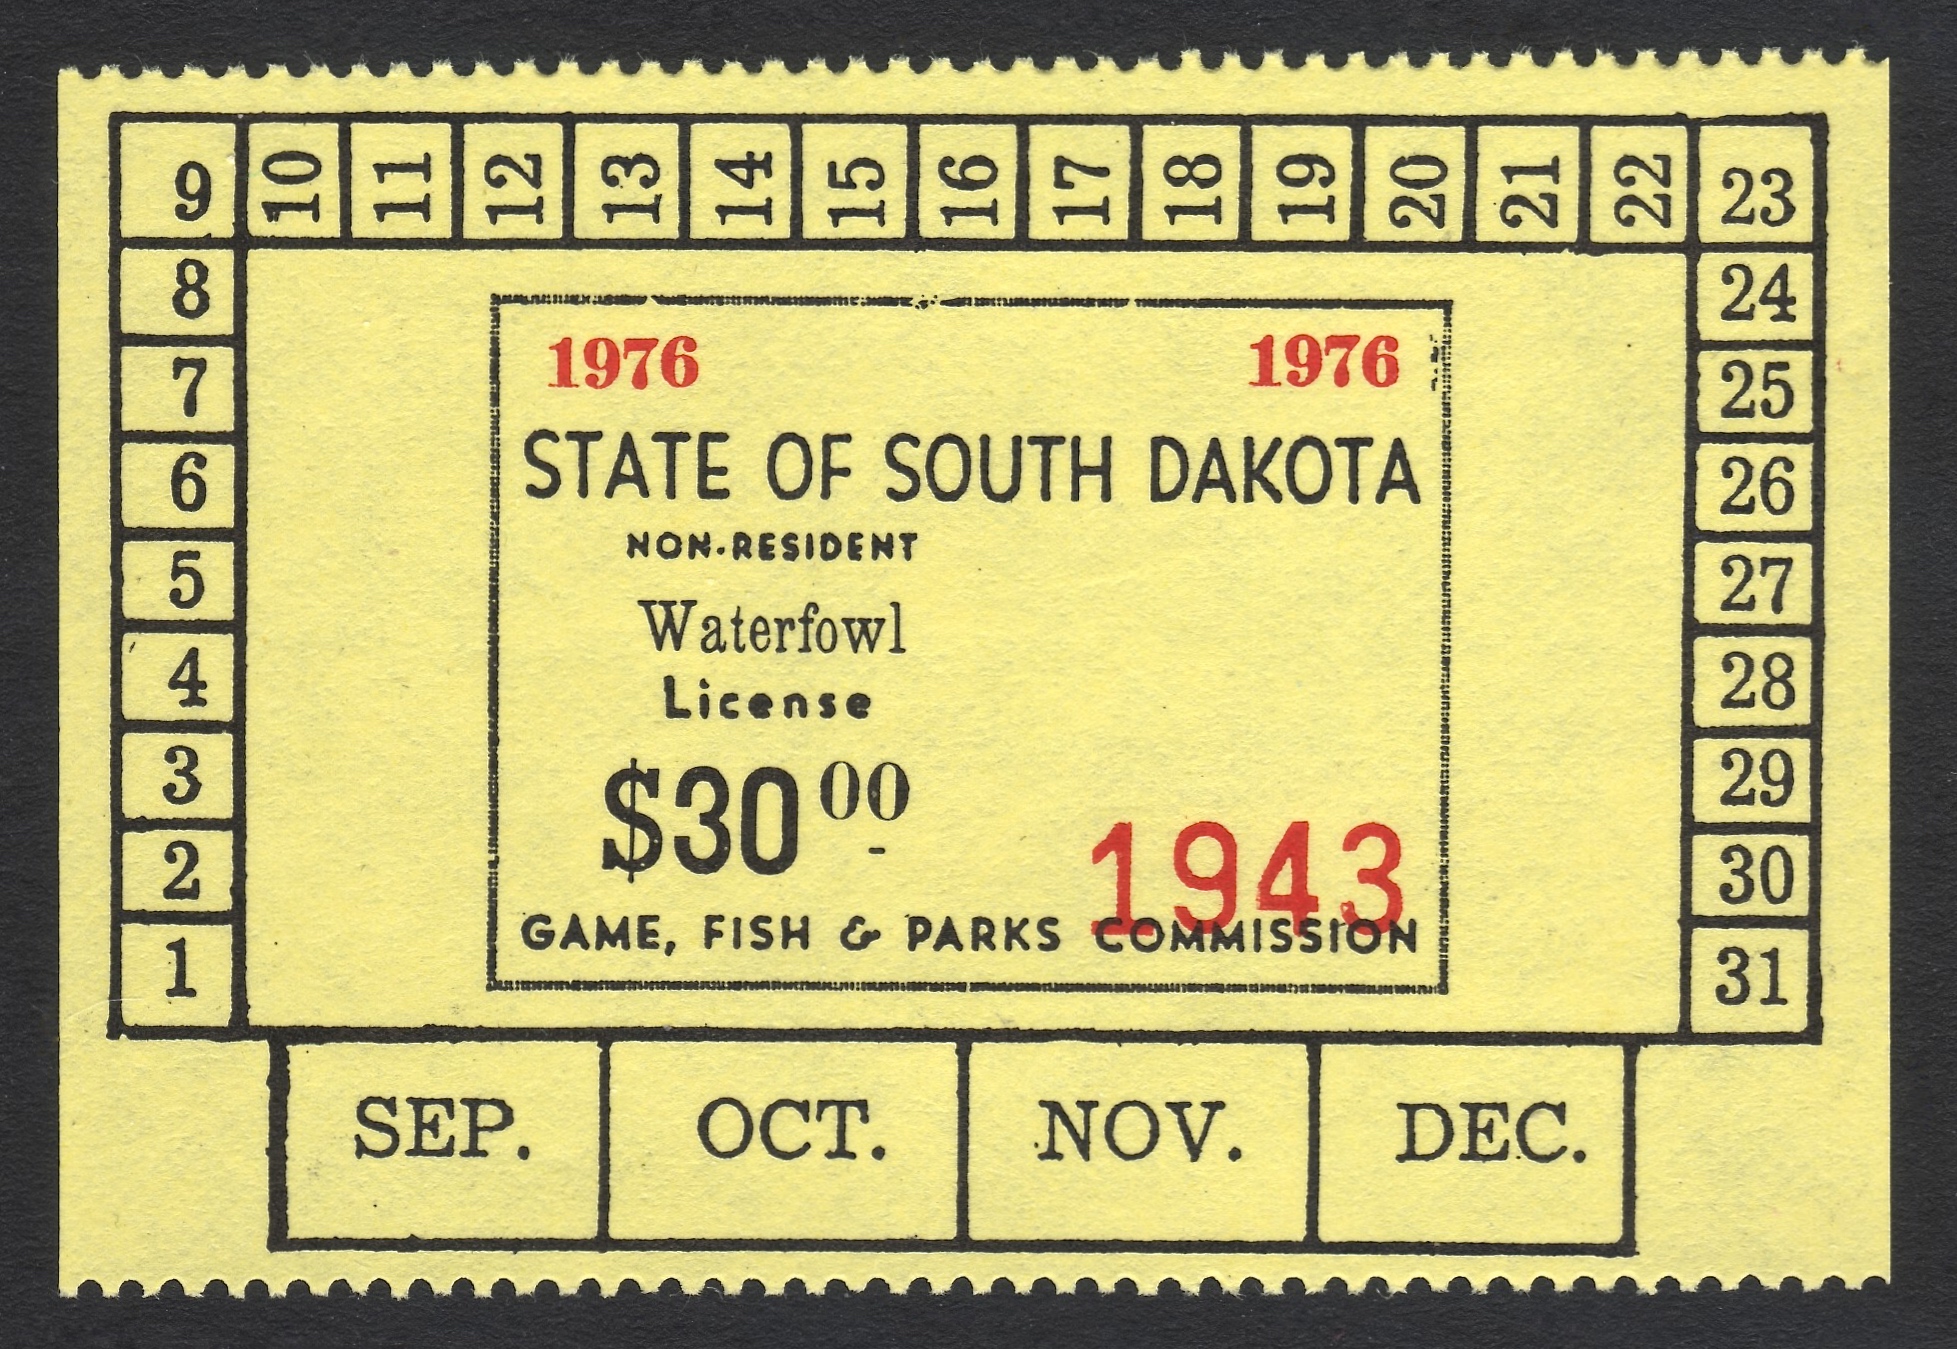 9 10 11 12 13 14 15 16 17 18 19 20 21 22 23
8 24
7 25
6 26
5 27
4 28
3 29
2 30
1 31
1976 1976
STATE OF SOUTH DAKOTA
NON-RESIDENT
Waterfowl
License
$30 00
1943
GAME, FISH & PARKS COMMISSION
SEP. OCT. NOV. DEC.